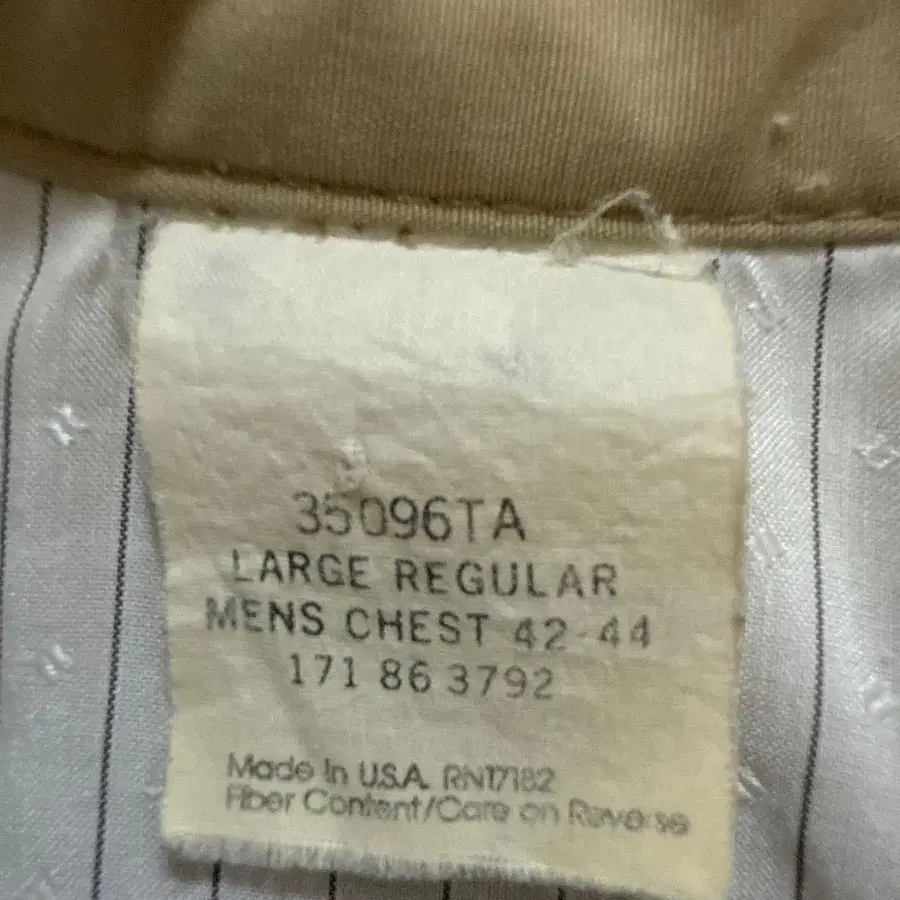 35096TA
LARGE REGULAR
MENS CHEST 42-44
171 86 3792
Made In U.S.A. RN17182
Fiber Content/Care on Reverse